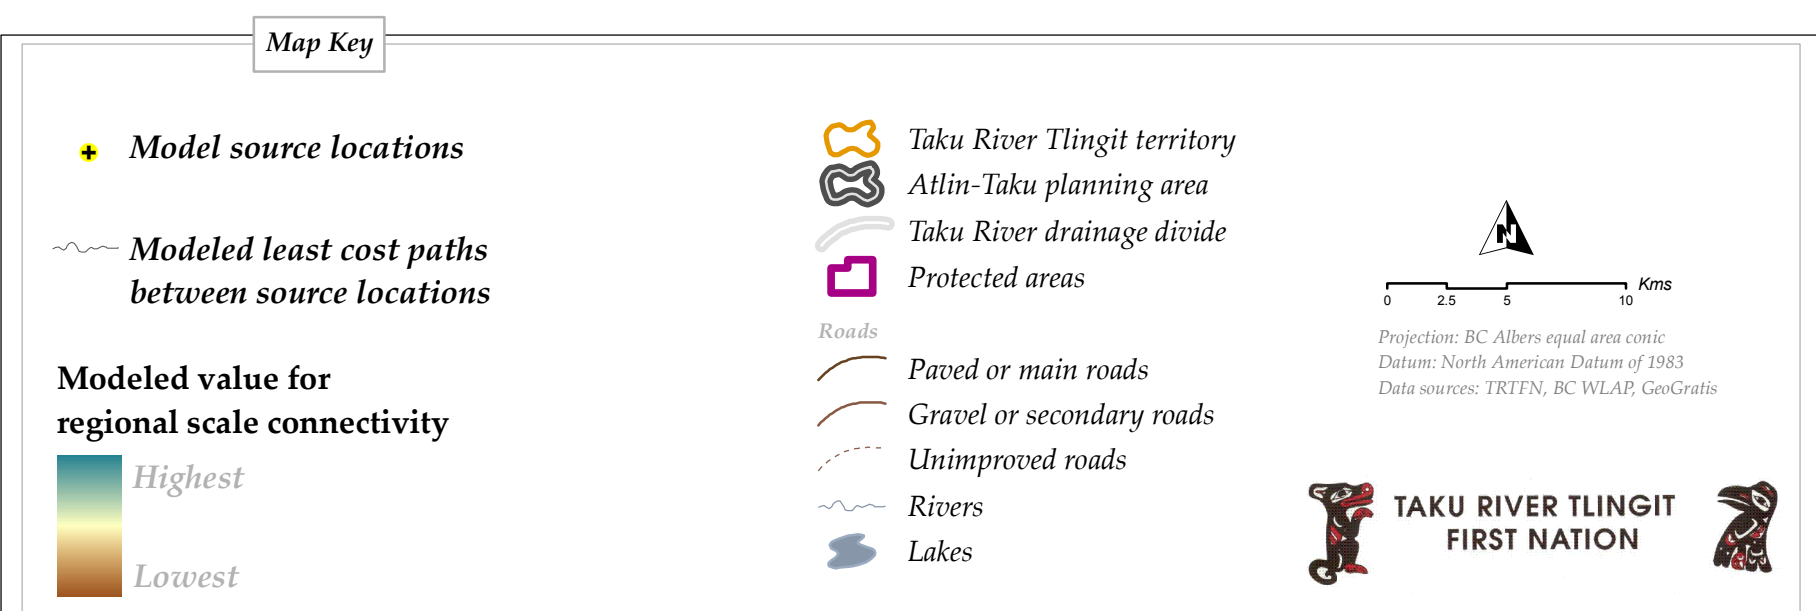 Map Key
Model source locations
Modeled least cost paths
between source locations
Modeled value for
regional scale connectivity
Highest
Lowest
Taku River Tlingit territory
Atlin-Taku planning area
Taku River drainage divide
Protected areas
Roads
Paved or main roads
Gravel or secondary roads
Unimproved roads
Rivers
Lakes
N
Kms
0 2.5 5 10
Projection: BC Albers equal area conic
Datum: North American Datum of 1983
Data sources: TRTFN, BC WLAP, GeoGratis
TAKU RIVER TLINGIT
FIRST NATION